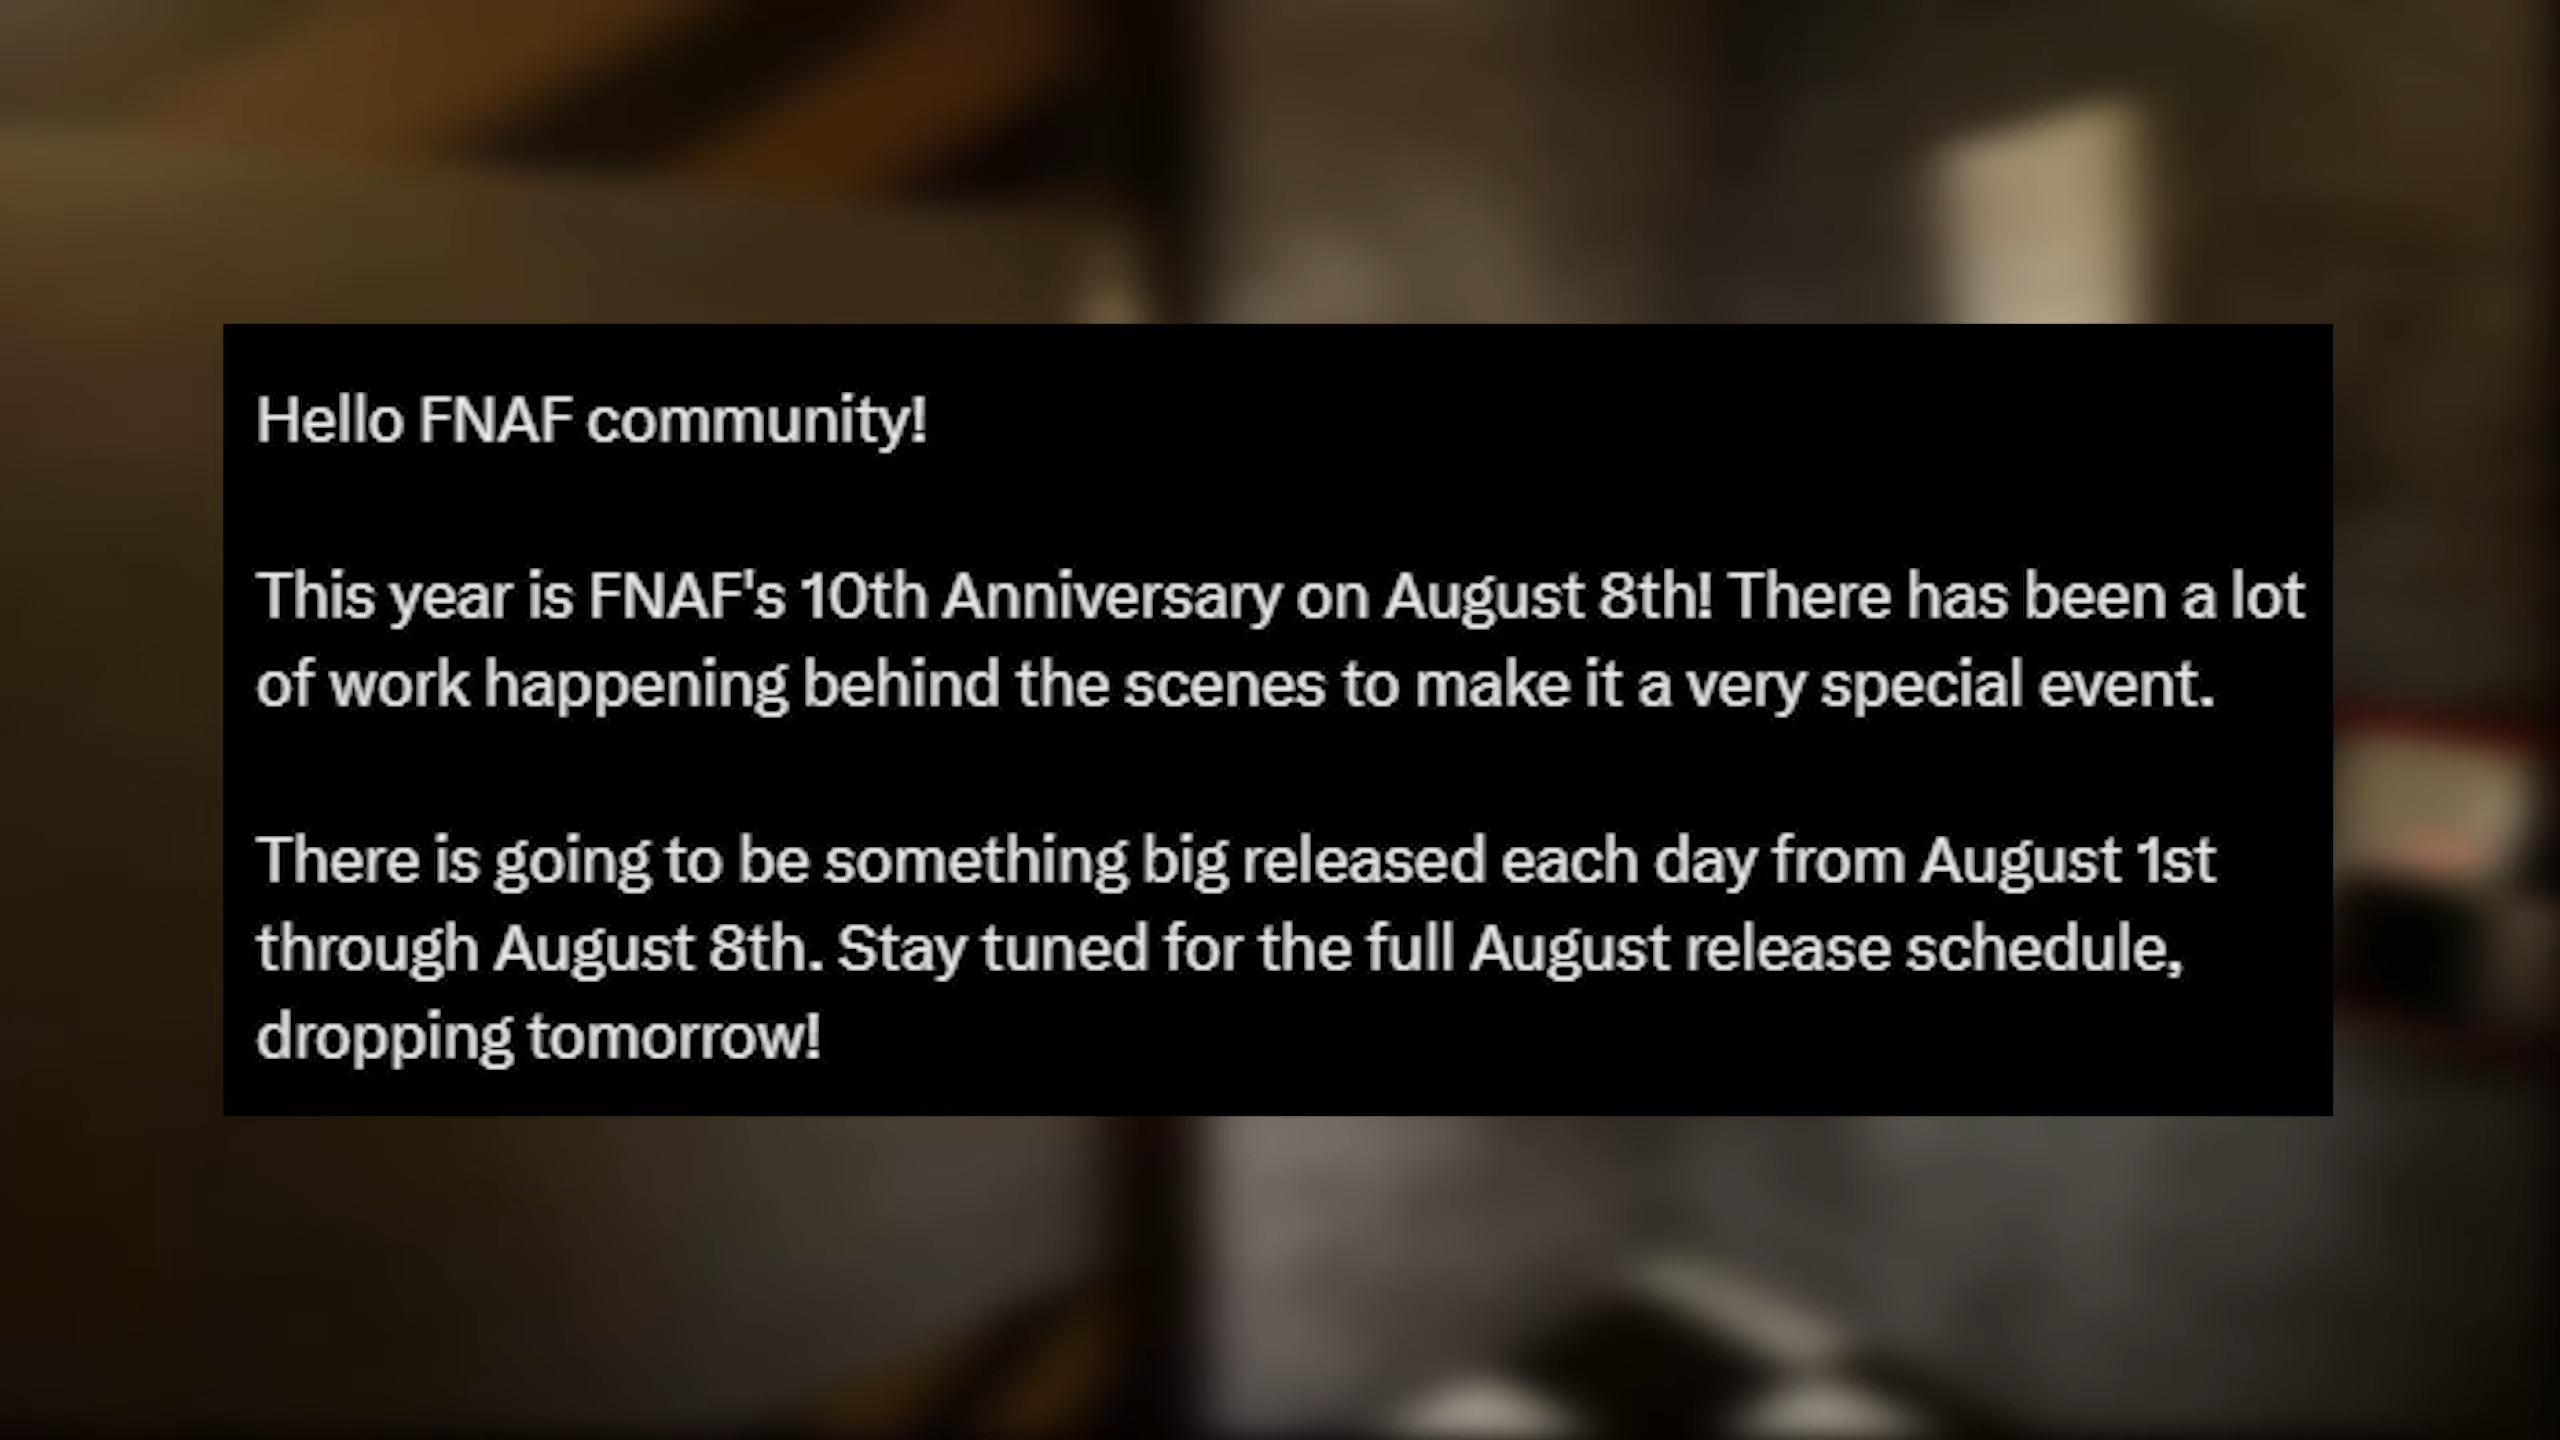 Hello FNAF community!
This year is FNAF's 10th Anniversary on August 8th! There has been a lot
of work happening behind the scenes to make it a very special event.
There is going to be something big released each day from August 1st
through August 8th. Stay tuned for the full August release schedule,
dropping tomorrow!